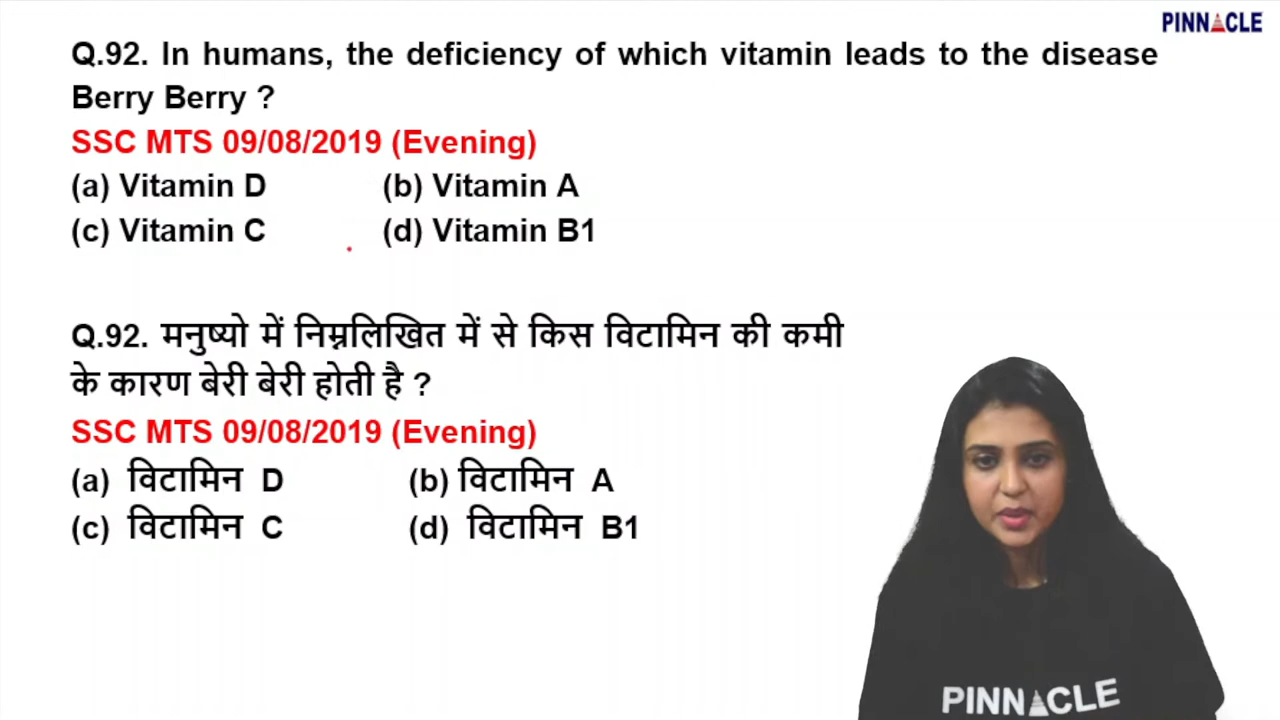 PINNACLE
Q.92. In humans, the deficiency of which vitamin leads to the disease
Berry Berry ?
SSC MTS 09/08/2019 (Evening)
(a) Vitamin D (b) Vitamin A
(c) Vitamin C (d) Vitamin B1
Q.92. मनुष्यो में निम्नलिखित में से किस विटामिन की कमी
के कारण बेरी बेरी होती है ?
SSC MTS 09/08/2019 (Evening)
(a) विटामिन D (b) विटामिन A
(c) विटामिन C (d) विटामिन B1
PINNACLE